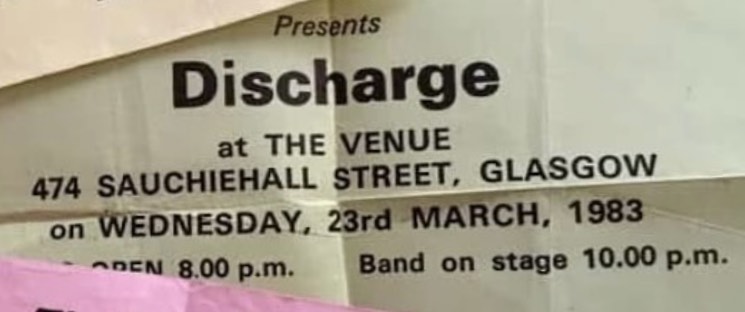 Presents
Discharge
at THE VENUE
474 SAUCHIEHALL STREET, GLASGOW
on WEDNESDAY, 23rd MARCH, 1983
OPEN 8.00 p.m. Band on stage 10.00 p.m.